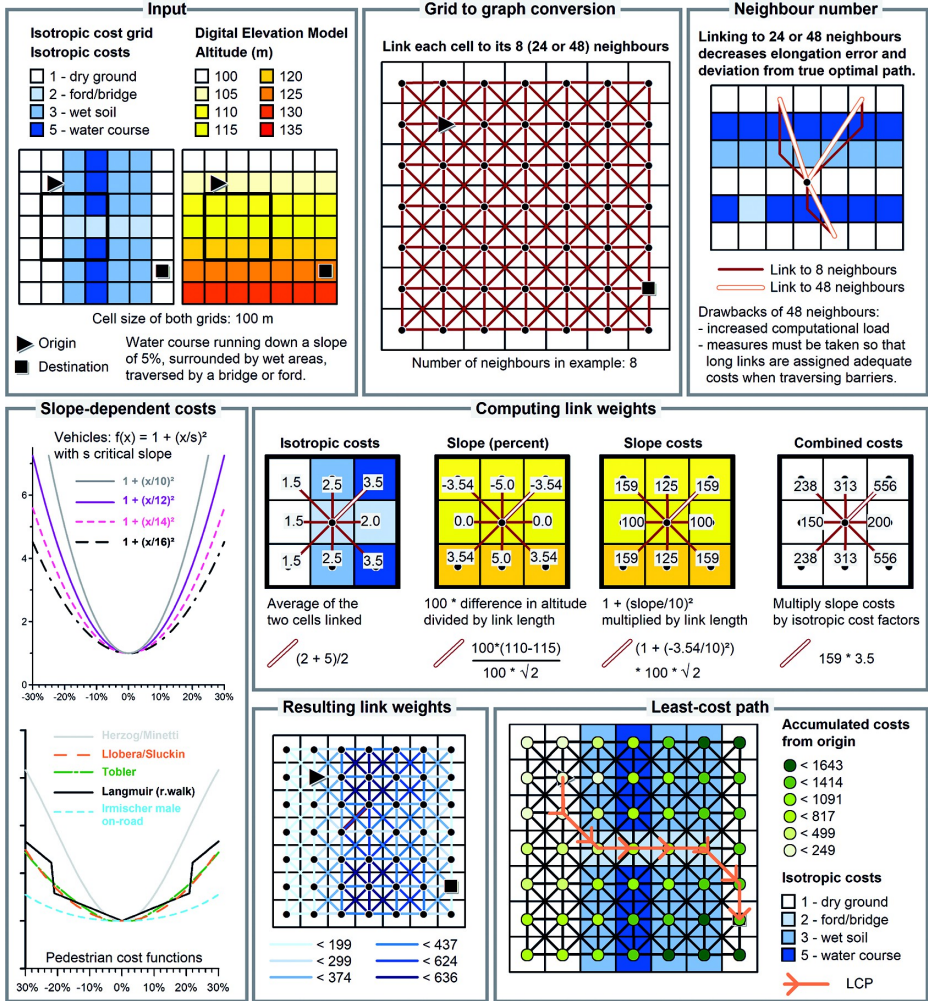 Input
Isotropic cost grid
Isotropic costs
1 - dry ground
2 - ford/bridge
3 - wet soil
5 - water course
Digital Elevation Model
Altitude (m)
100
105
110
115
120
125
130
135
Cell size of both grids: 100 m
Origin
Destination
Water course running down a slope
of 5%, surrounded by wet areas,
traversed by a bridge or ford.
Grid to graph conversion
Link each cell to its 8 (24 or 48) neighbours
Number of neighbours in example: 8
Neighbour number
Linking to 24 or 48 neighbours
decreases elongation error and
deviation from true optimal path.
Link to 8 neighbours
Link to 48 neighbours
Drawbacks of 48 neighbours:
- increased computational load
- measures must be taken so that
long links are assigned adequate
costs when traversing barriers.
Slope-dependent costs
Vehicles: f(x) = 1 + (x/s)²
with s critical slope
1 + (x/10)²
1 + (x/12)²
1 + (x/14)²
1 + (x/16)²
6
4
2
0
-30% -20% -10% 0% 10% 20% 30%
Herzog/Minetti
Llobera/Sluckin
Tobler
Langmuir (r.walk)
Irmischer male
on-road
-30% -20% -10% 0% 10% 20% 30%
Pedestrian cost functions
Computing link weights
Isotropic costs
1.5 2.5 3.5
1.5 2.0
1.5 2.5 3.5
Average of the
two cells linked
(2 + 5)/2
Slope (percent)
-3.54 -5.0 -3.54
0.0 0.0
3.54 5.0 3.54
100 * difference in altitude
divided by link length
100*(110-115)
100 * √2
Slope costs
159 125 159
100 100
159 125 159
1 + (slope/10)²
multiplied by link length
(1 + (-3.54/10)²)
* 100 * √2
Combined costs
238 313 556
150 200
238 313 556
Multiply slope costs
by isotropic cost factors
159 * 3.5
Resulting link weights
< 199
< 299
< 374
< 437
< 624
< 636
Least-cost path
Accumulated costs
from origin
< 1643
< 1414
< 1091
< 817
< 499
< 249
Isotropic costs
1 - dry ground
2 - ford/bridge
3 - wet soil
5 - water course
LCP